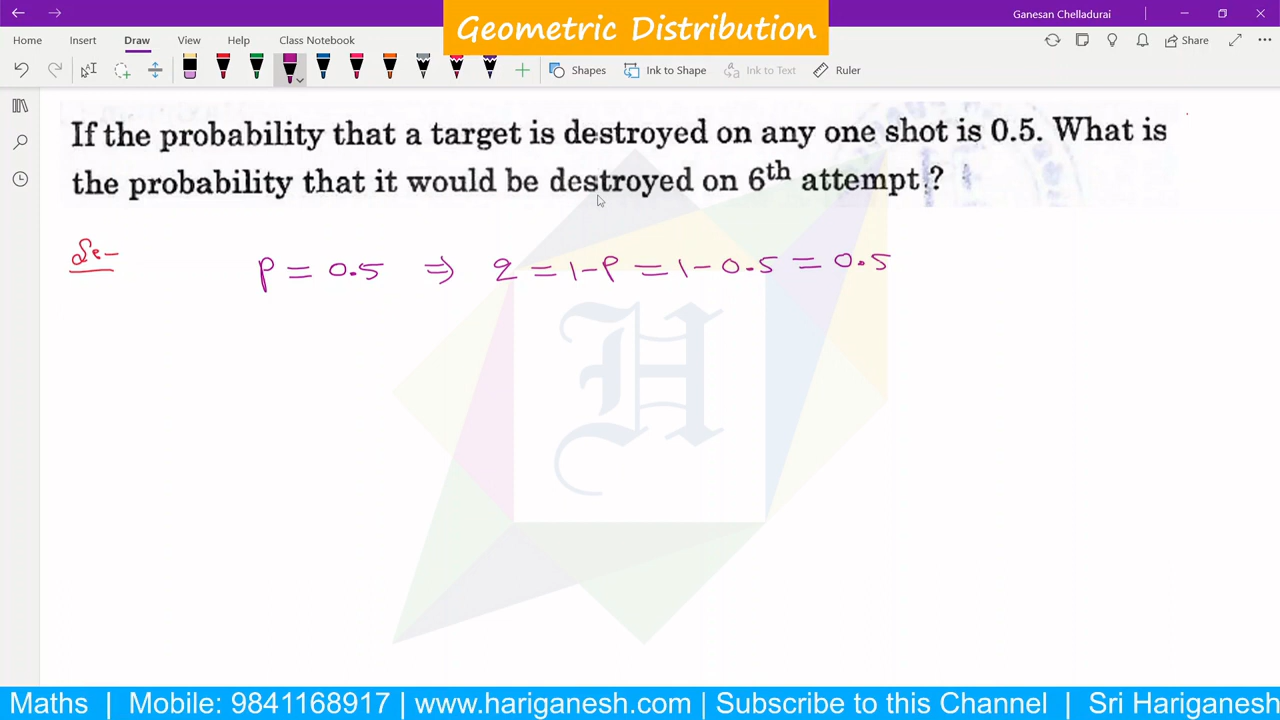 Geometric Distribution
Ganesan Chelladurai
Home Insert Draw View Help Class Notebook Share
Shapes Ink to Shape Ink to Text Ruler
If the probability that a target is destroyed on any one shot is 0.5. What is
the probability that it would be destroyed on 6th attempt ?
P = 0.5 ⇒ q = 1-P = 1-0.5 = 0.5
H
Maths | Mobile: 9841168917 | www.hariganesh.com | Subscribe to this Channel | Sri Hariganesh